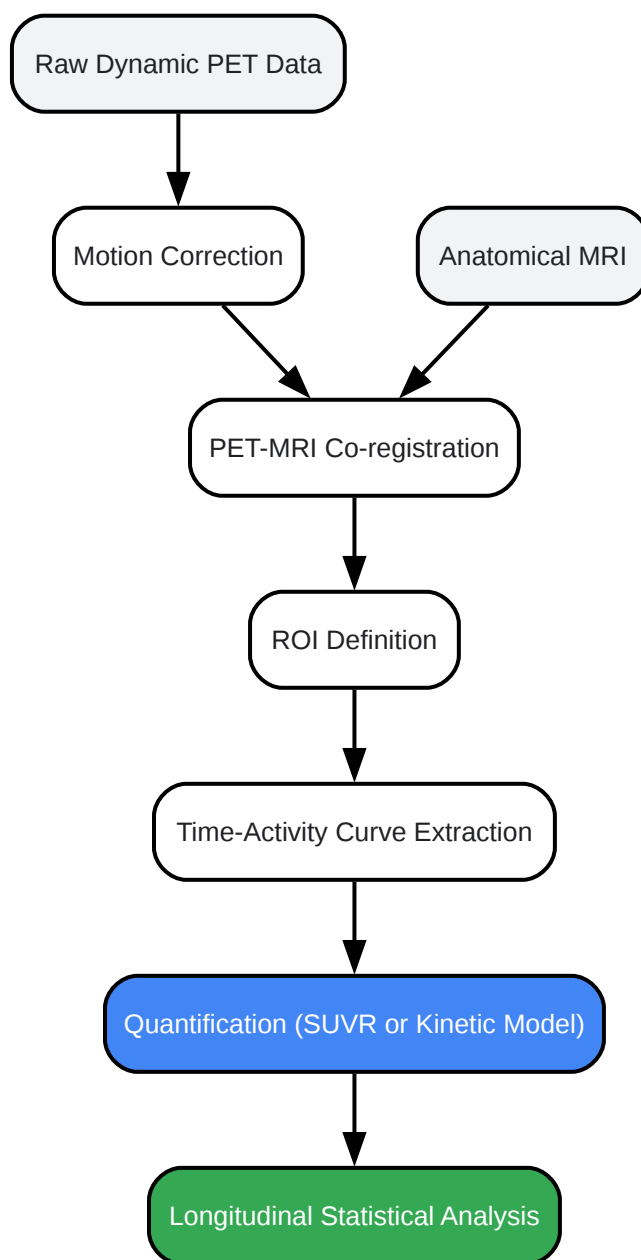 Raw Dynamic PET Data
Motion Correction
Anatomical MRI
PET-MRI Co-registration
ROI Definition
Time-Activity Curve Extraction
Quantification (SUVR or Kinetic Model)
Longitudinal Statistical Analysis